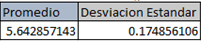 Promedio Desviacion Estandar
5.642857143 0.174856106